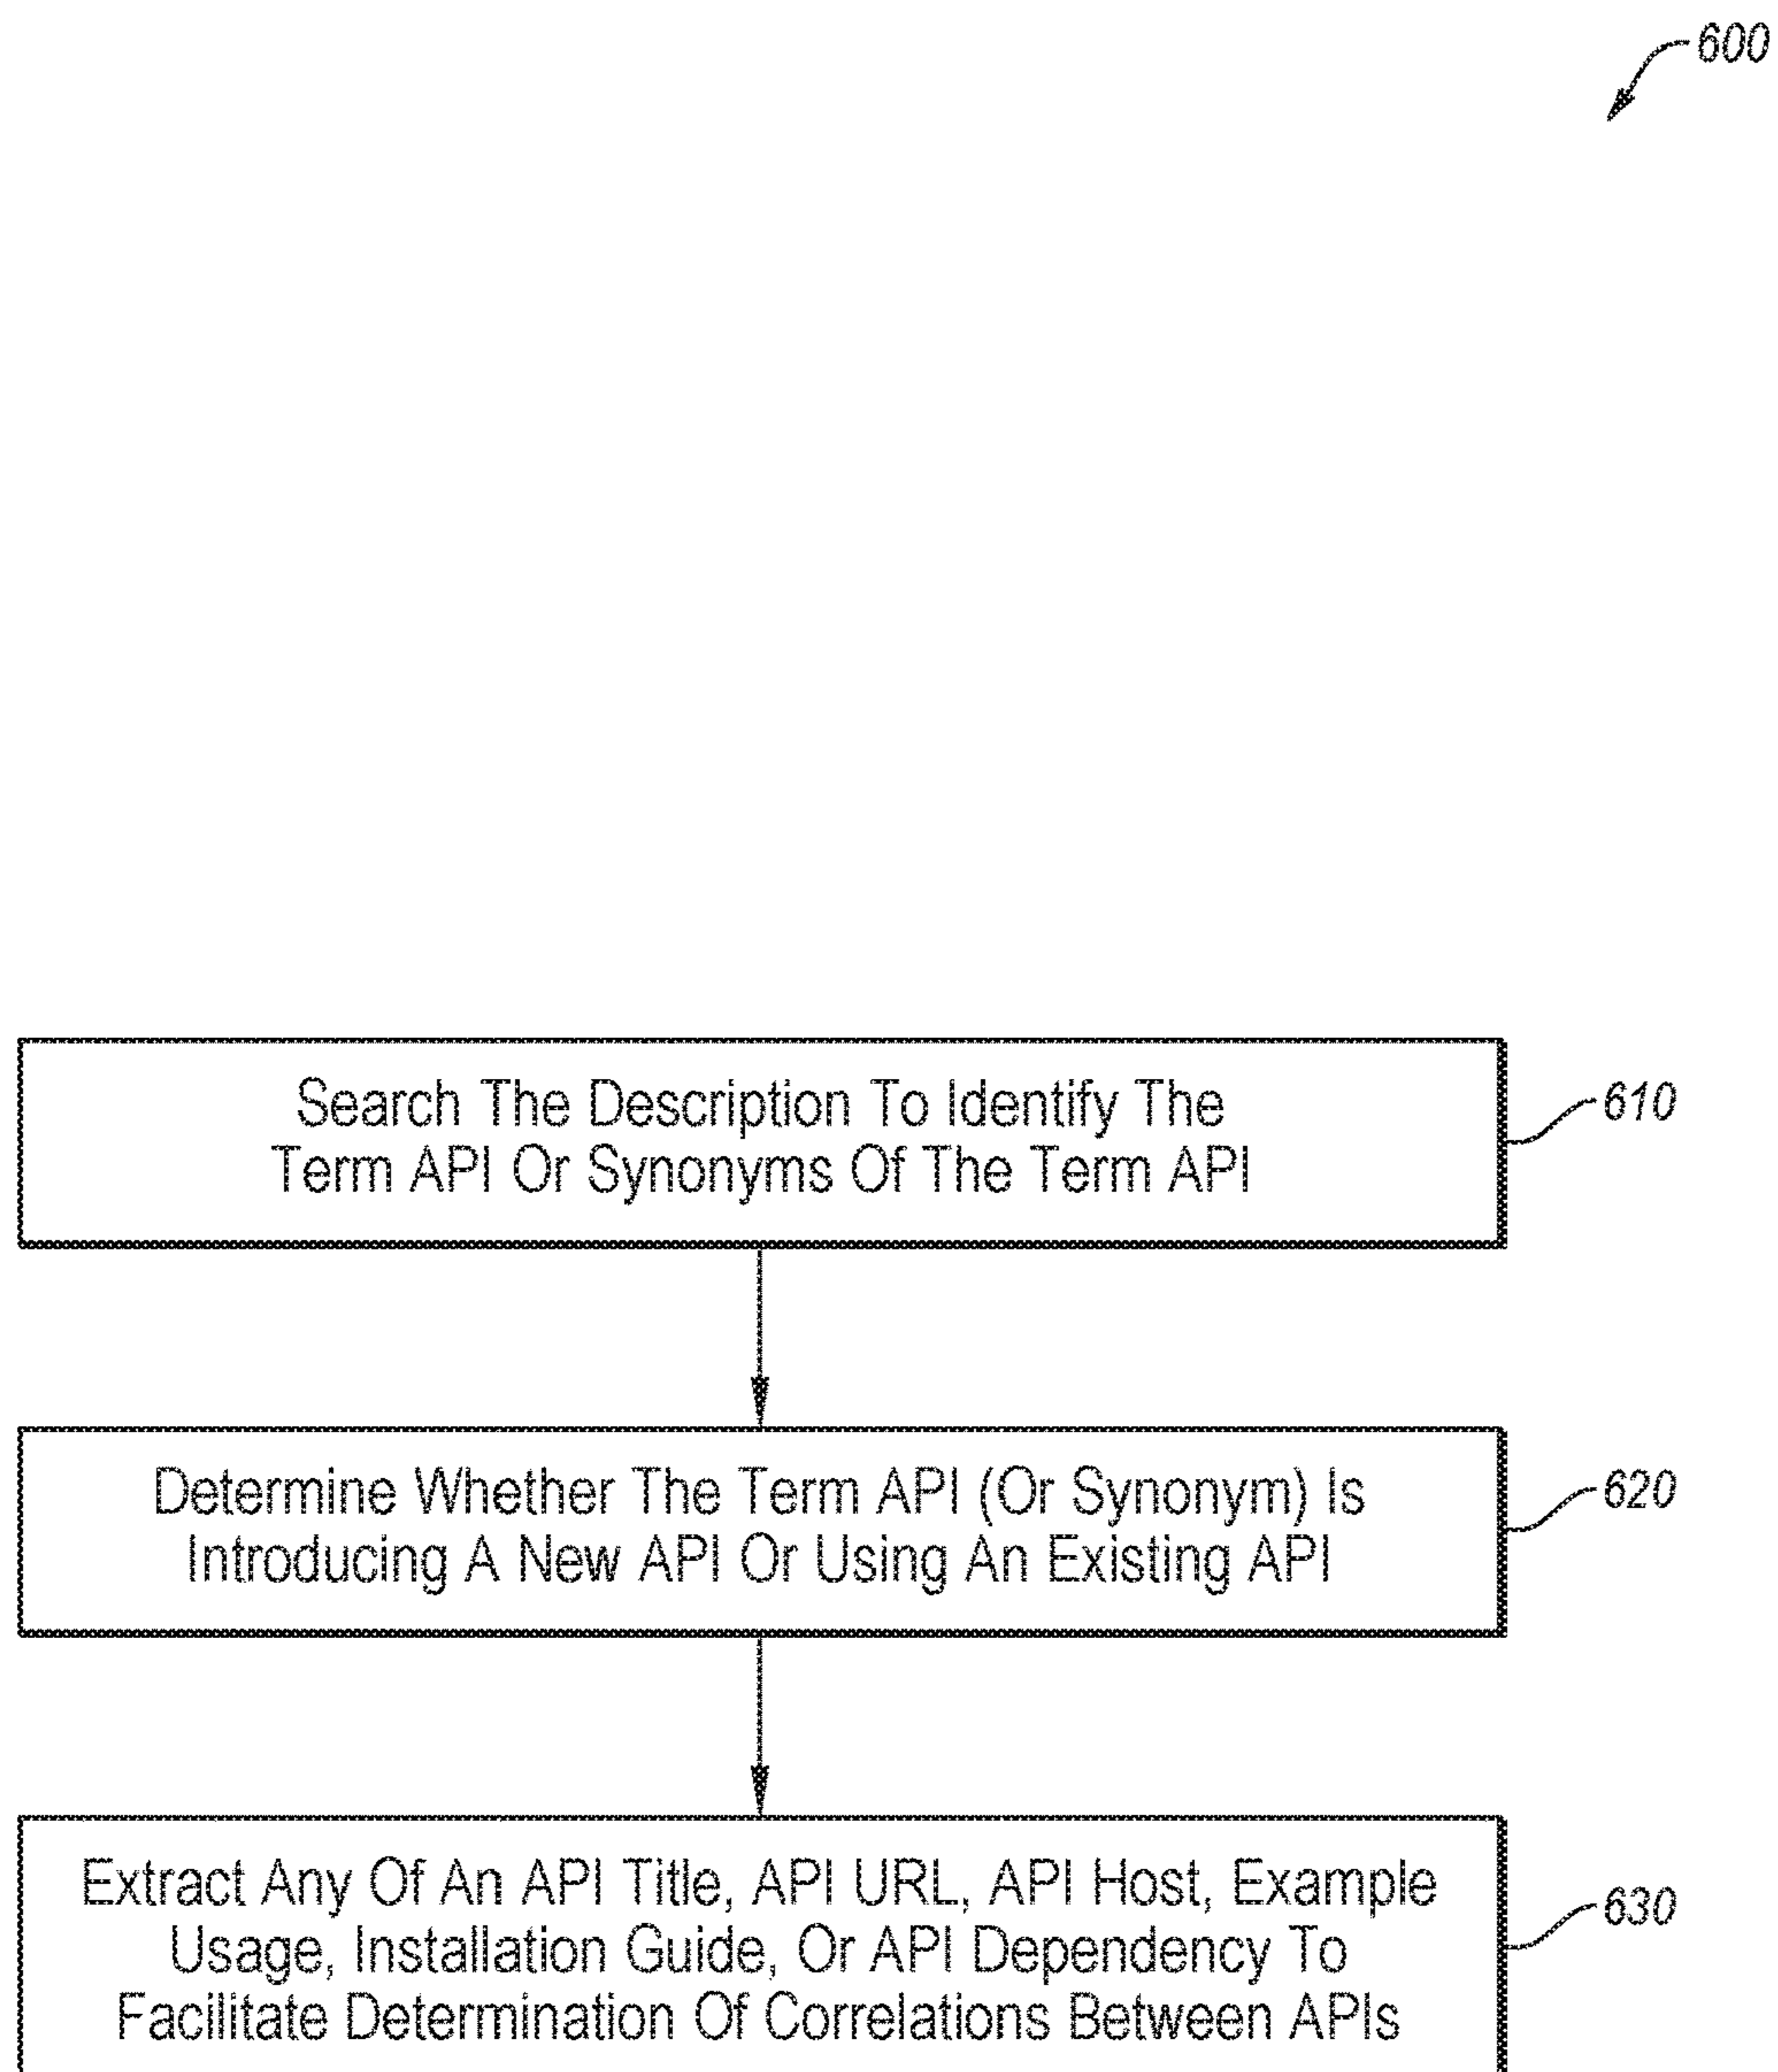 600
Search The Description To Identify The
Term API Or Synonyms Of The Term API
610
Determine Whether The Term API (Or Synonym) Is
Introducing A New API Or Using An Existing API
620
Extract Any Of An API Title, API URL, API Host, Example
Usage, Installation Guide, Or API Dependency To
Facilitate Determination Of Correlations Between APIs
630